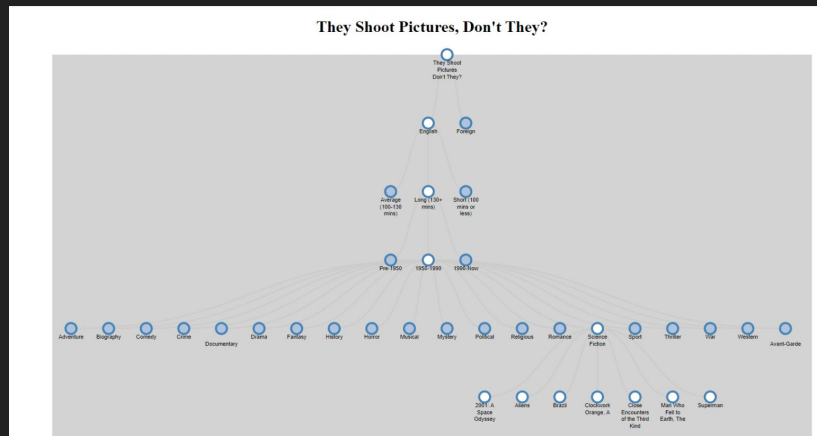 They Shoot Pictures, Don't They?
They Shoot
Pictures
Don't They?
English
Foreign
Average
(100-130
mins)
Long (130+
mins)
Short (100
mins or
less)
Pre-1950
1950-1990
1990-Now
Adventure
Biography
Comedy
Crime
Documentary
Drama
Fantasy
History
Horror
Musical
Mystery
Political
Religious
Romance
Science
Fiction
Sport
Thriller
War
Western
Avant-Garde
2001: A
Space
Odyssey
Aliens
Brazil
Clockwork
Orange, A
Close
Encounters
of the Third
Kind
Man Who
Fell to
Earth, The
Superman